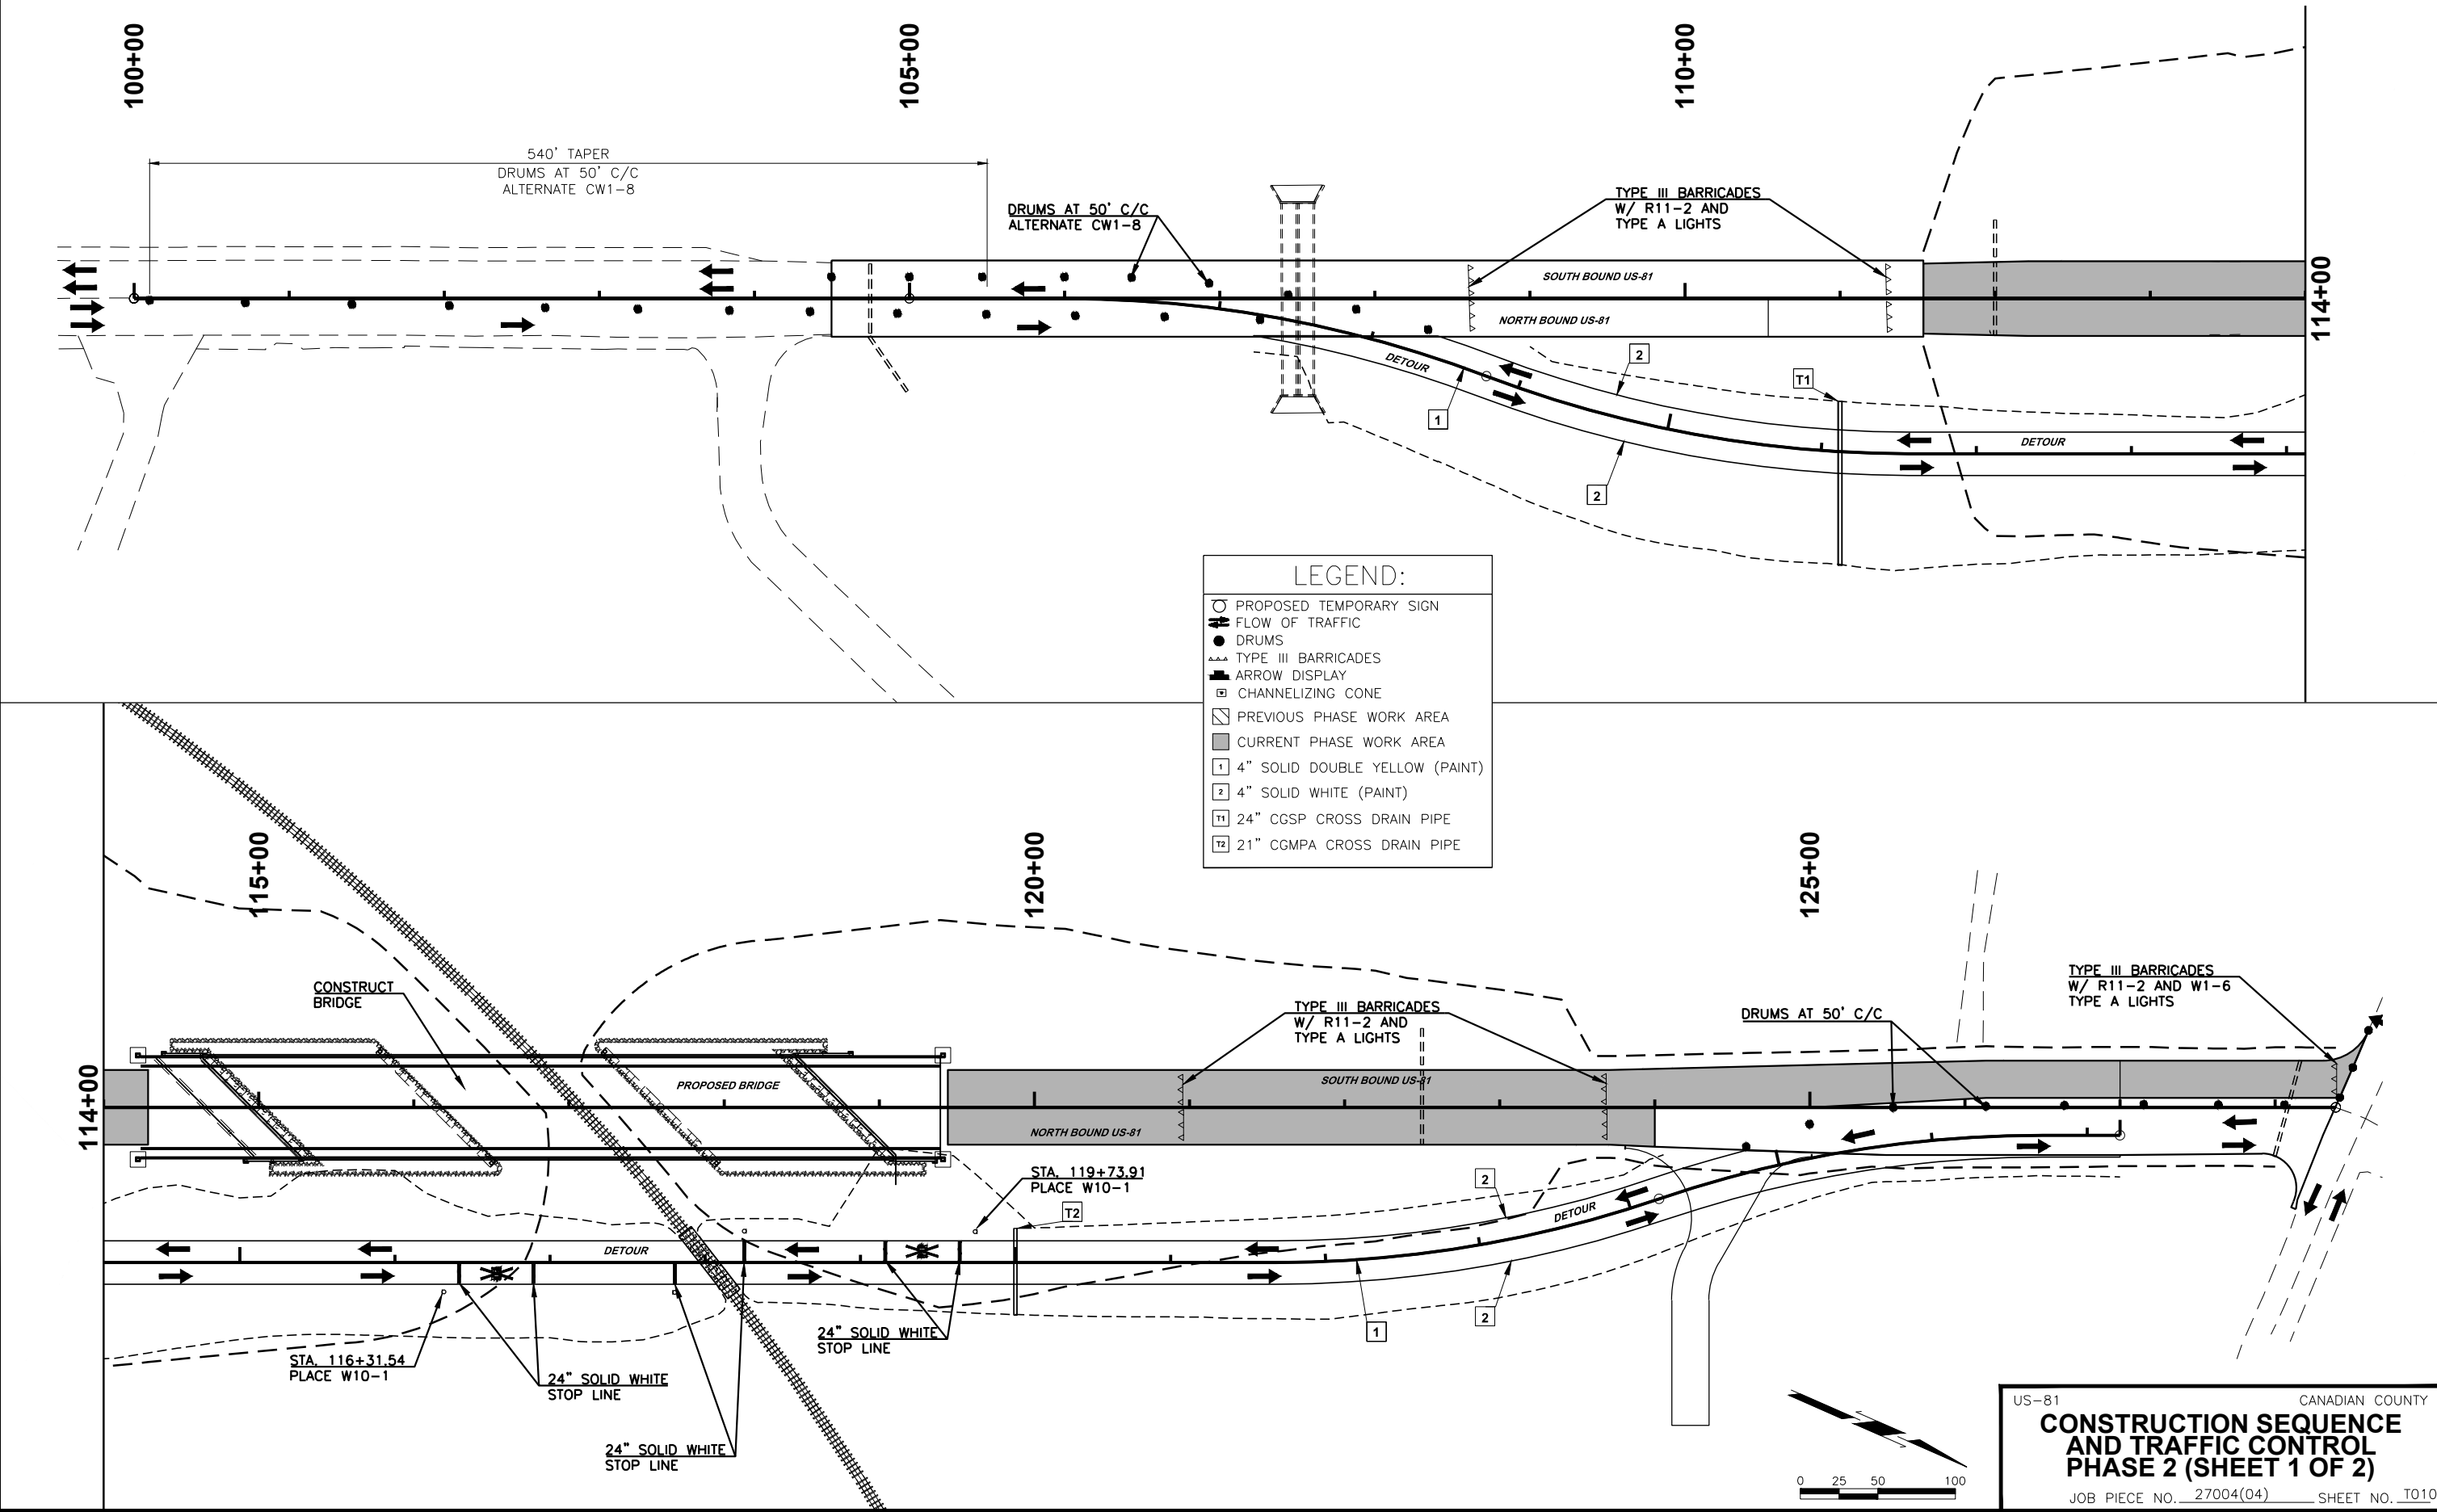 100+00
105+00
110+00
540' TAPER
DRUMS AT 50' C/C
ALTERNATE CW1-8
DRUMS AT 50' C/C
ALTERNATE CW1-8
TYPE III BARRICADES
W/ R11-2 AND
TYPE A LIGHTS
SOUTH BOUND US-81
NORTH BOUND US-81
114+00
DETOUR
2
T1
1
DETOUR
2
LEGEND:
PROPOSED TEMPORARY SIGN
FLOW OF TRAFFIC
DRUMS
TYPE III BARRICADES
ARROW DISPLAY
CHANNELIZING CONE
PREVIOUS PHASE WORK AREA
CURRENT PHASE WORK AREA
1 4" SOLID DOUBLE YELLOW (PAINT)
2 4" SOLID WHITE (PAINT)
T1 24" CGSP CROSS DRAIN PIPE
T2 21" CGMPA CROSS DRAIN PIPE
115+00
120+00
125+00
CONSTRUCT
BRIDGE
TYPE III BARRICADES
W/ R11-2 AND
TYPE A LIGHTS
DRUMS AT 50' C/C
TYPE III BARRICADES
W/ R11-2 AND W1-6
TYPE A LIGHTS
114+00
PROPOSED BRIDGE
SOUTH BOUND US-81
NORTH BOUND US-81
STA. 119+73.91
PLACE W10-1
2
T2
DETOUR
DETOUR
2
1
24" SOLID WHITE
STOP LINE
STA. 116+31.54
PLACE W10-1
24" SOLID WHITE
STOP LINE
24" SOLID WHITE
STOP LINE
0 25 50 100
US-81 CANADIAN COUNTY
CONSTRUCTION SEQUENCE
AND TRAFFIC CONTROL
PHASE 2 (SHEET 1 OF 2)
JOB PIECE NO. 27004(04) SHEET NO. T010